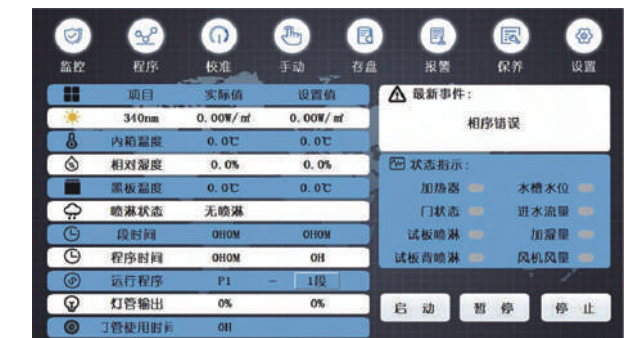 监控 程序 校准 手动 存盘 报警 保养 设置
项目 实际值 设置值
340nm 0.00W/㎡ 0.00W/㎡
内箱温度 0.0℃ 0.0℃
相对湿度 0.0% 0.0%
黑板温度 0.0℃ 0.0℃
喷淋状态 无喷淋
段时间 0H0M 0H0M
程序时间 0H0M 0H
运行程序 P1 - 1段
灯管输出 0% 0%
灯管使用时间 0H
最新事件：
相序错误
状态指示：
加热器 水槽水位
门状态 进水流量
试板喷淋 加湿量
试板背喷淋 风机风量
启动 暂停 停止